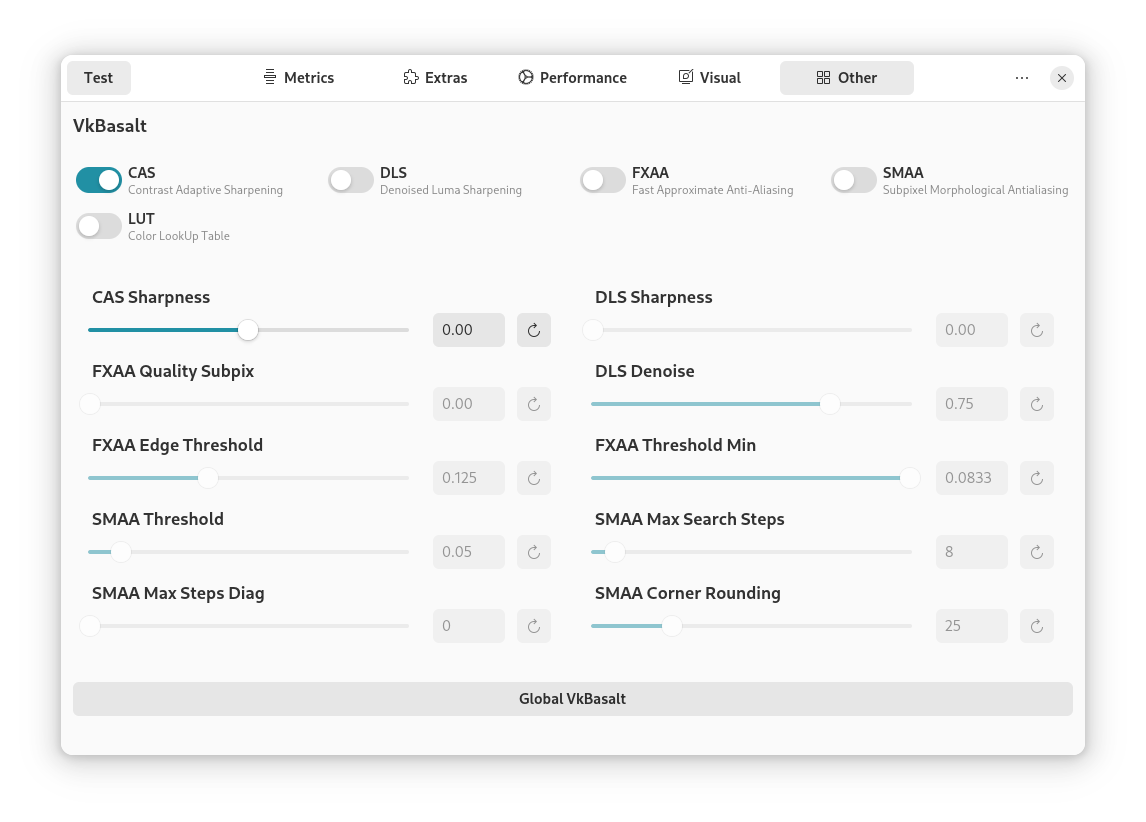 Test
Metrics
Extras
Performance
Visual
Other
VkBasalt
CAS
Contrast Adaptive Sharpening
DLS
Denoised Luma Sharpening
FXAA
Fast Approximate Anti-Aliasing
SMAA
Subpixel Morphological Antialiasing
LUT
Color LookUp Table
CAS Sharpness
0.00
DLS Sharpness
0.00
FXAA Quality Subpix
0.00
DLS Denoise
0.75
FXAA Edge Threshold
0.125
FXAA Threshold Min
0.0833
SMAA Threshold
0.05
SMAA Max Search Steps
8
SMAA Max Steps Diag
0
SMAA Corner Rounding
25
Global VkBasalt